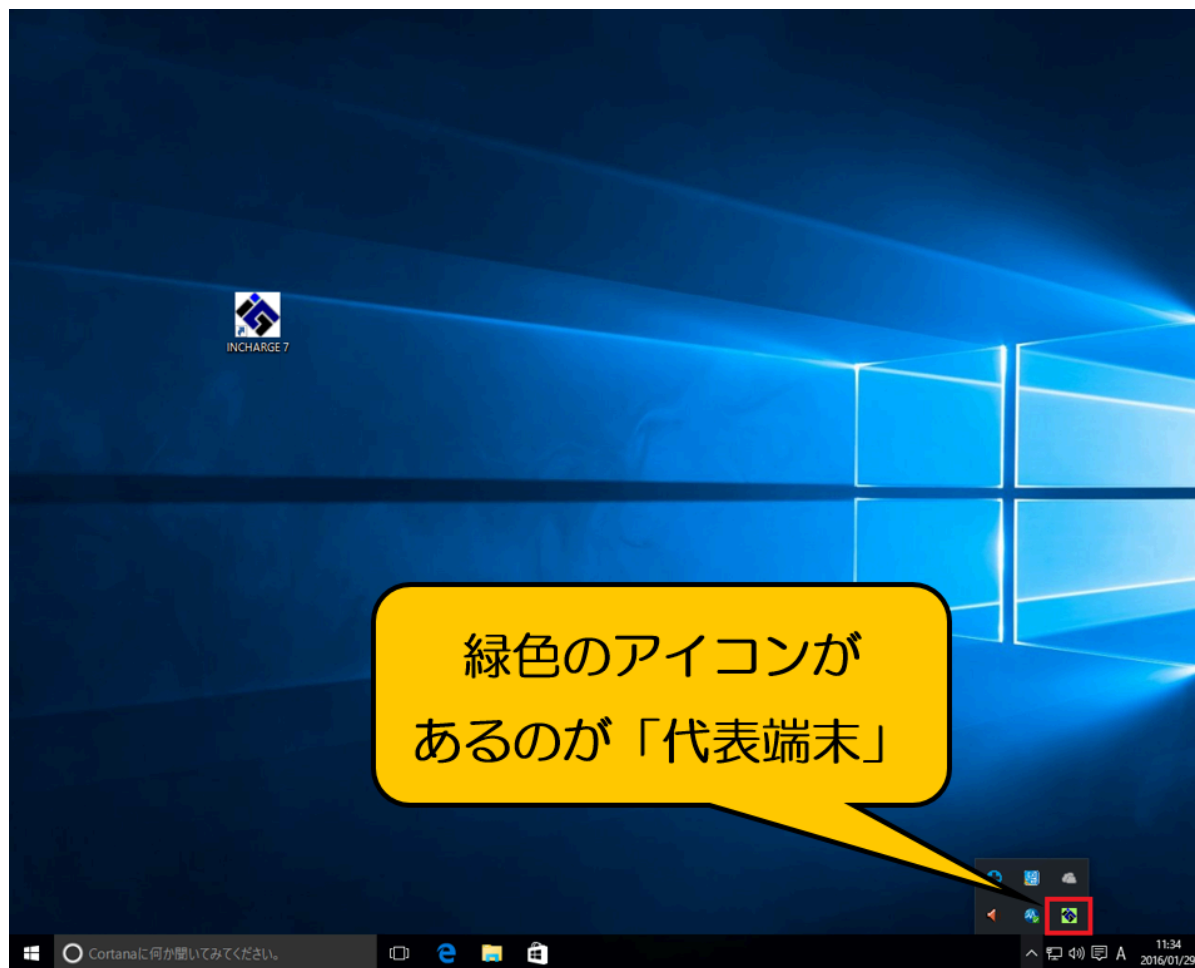 INCHARGE 7
緑色のアイコンが
あるのが「代表端末」
Cortanaに何か聞いてみてください。
A
11:34
2016/01/29